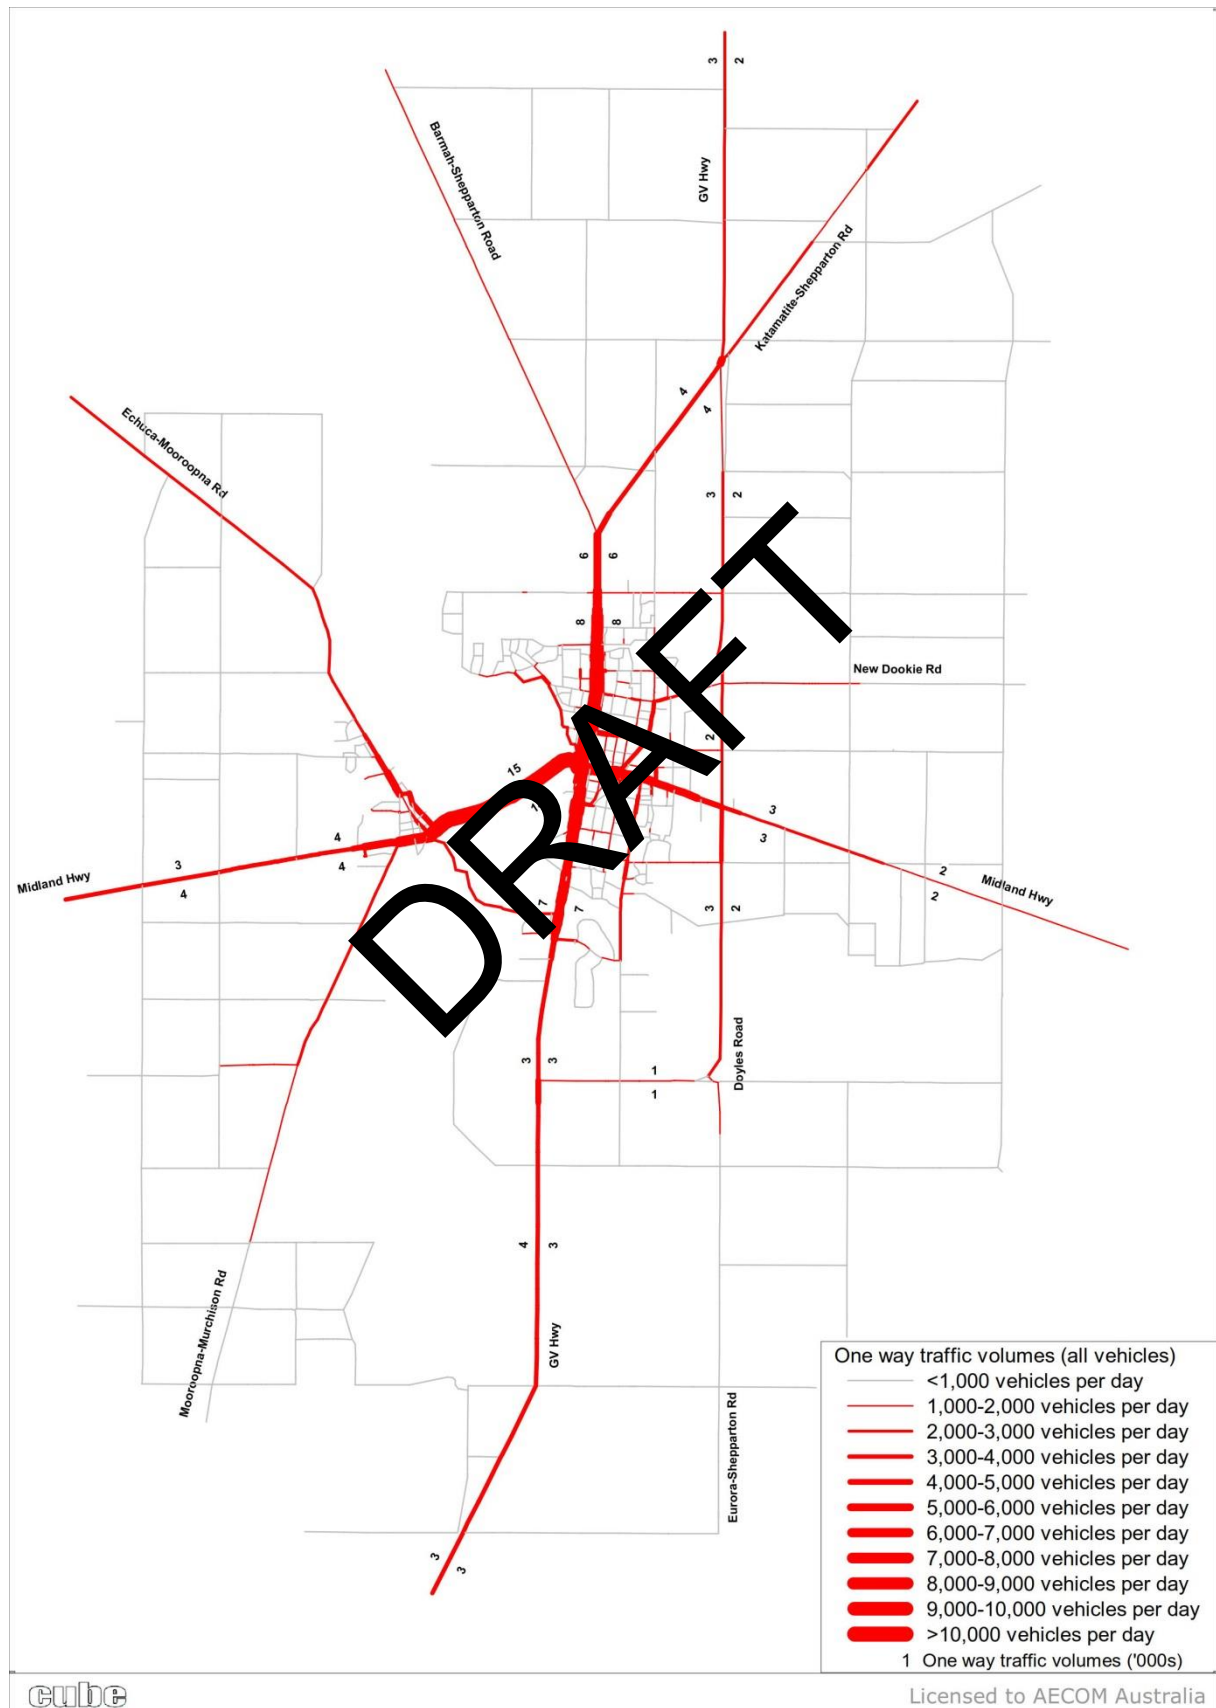 3
2
Barmah-Shepparton Road
GV Hwy
Katamatite-Shepparton Rd
4
4
Echuca-Mooroopna Rd
3
2
6
6
8
8
New Dookie Rd
2
15
3
3
4
3
4
4
Midland Hwy
2
2
Midland Hwy
7
7
3
2
DRAFT
3
3
1
1
Doyles Road
4
3
Mooroopna-Murchison Rd
GV Hwy
Eurora-Shepparton Rd
3
3
One way traffic volumes (all vehicles)
<1,000 vehicles per day
1,000-2,000 vehicles per day
2,000-3,000 vehicles per day
3,000-4,000 vehicles per day
4,000-5,000 vehicles per day
5,000-6,000 vehicles per day
6,000-7,000 vehicles per day
7,000-8,000 vehicles per day
8,000-9,000 vehicles per day
9,000-10,000 vehicles per day
>10,000 vehicles per day
1 One way traffic volumes ('000s)
cube
Licensed to AECOM Australia